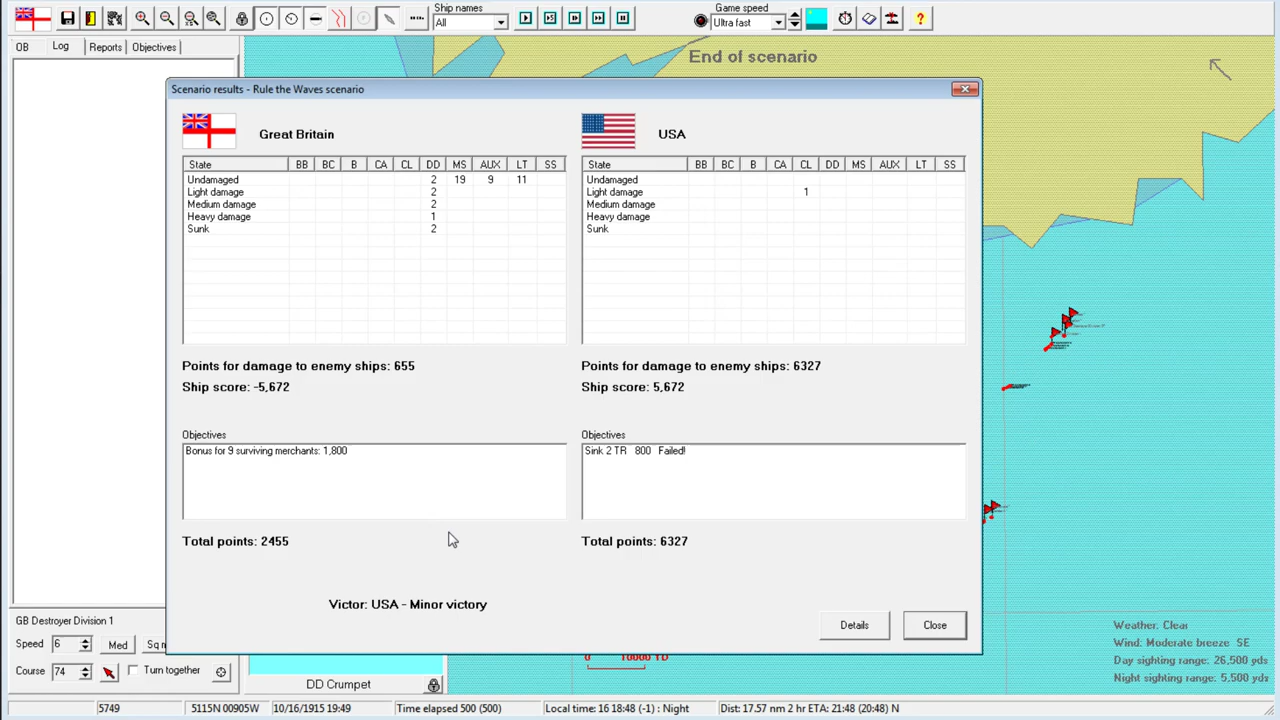 Ship names
All
Game speed
Ultra fast
OB Log Reports Objectives
End of scenario
Scenario results - Rule the Waves scenario
Great Britain
State BB BC B CA CL DD MS AUX LT SS
Undamaged 2 19 9 11
Light damage 2
Medium damage 2
Heavy damage 1
Sunk 2
Points for damage to enemy ships: 655
Ship score: -5,672
Objectives
Bonus for 9 surviving merchants: 1,800
Total points: 2455
USA
State BB BC B CA CL DD MS AUX LT SS
Undamaged
Light damage 1
Medium damage
Heavy damage
Sunk
Points for damage to enemy ships: 6327
Ship score: 5,672
Objectives
Sink 2 TR 800 Failed!
Total points: 6327
Victor: USA - Minor victory
Details Close
GB Destroyer Division 1
Speed 6 Med Sq
Course 74 Turn together
DD Crumpet
10000 YD
Weather: Clear
Wind: Moderate breeze SE
Day sighting range: 26,500 yds
Night sighting range: 5,500 yds
5749 5115N 00905W 10/16/1915 19:49 Time elapsed 500 (500) Local time: 16 18:48 (-1) : Night Dist: 17.57 nm 2 hr ETA: 21:48 (20:48) N